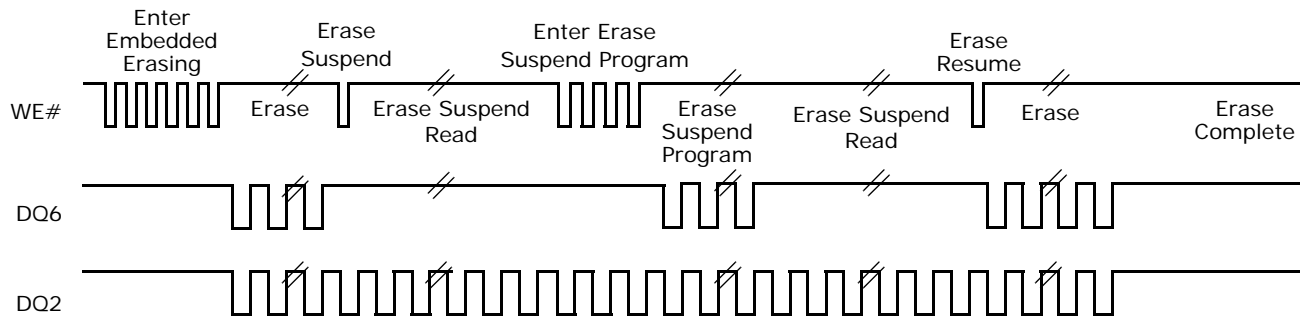 Enter
Embedded
Erasing
Erase
Suspend
Enter Erase
Suspend Program
Erase
Resume
WE#
Erase
Erase Suspend
Read
Erase
Suspend
Program
Erase Suspend
Read
Erase
Erase
Complete
DQ6
DQ2